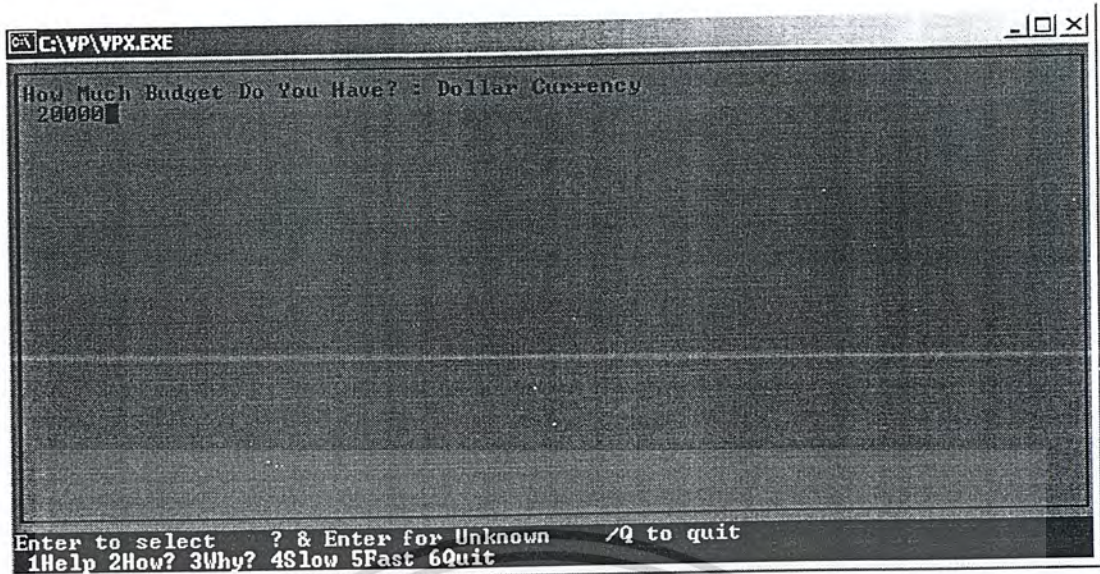 C:\VP\VPX.EXE
How Much Budget Do You Have? : Dollar Currency
20000
Enter to select ? & Enter for Unknown /Q to quit
1Help 2How? 3Why? 4Slow 5Fast 6Quit